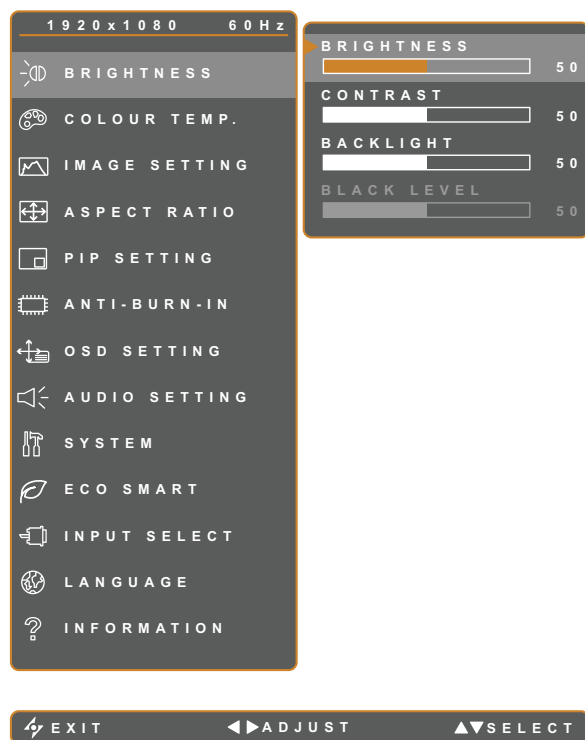 1920x1080 60Hz
BRIGHTNESS
COLOUR TEMP.
IMAGE SETTING
ASPECT RATIO
PIP SETTING
ANTI-BURN-IN
OSD SETTING
AUDIO SETTING
SYSTEM
ECO SMART
INPUT SELECT
LANGUAGE
INFORMATION
BRIGHTNESS
50
CONTRAST
50
BACKLIGHT
50
BLACK LEVEL
50
EXIT ADJUST SELECT